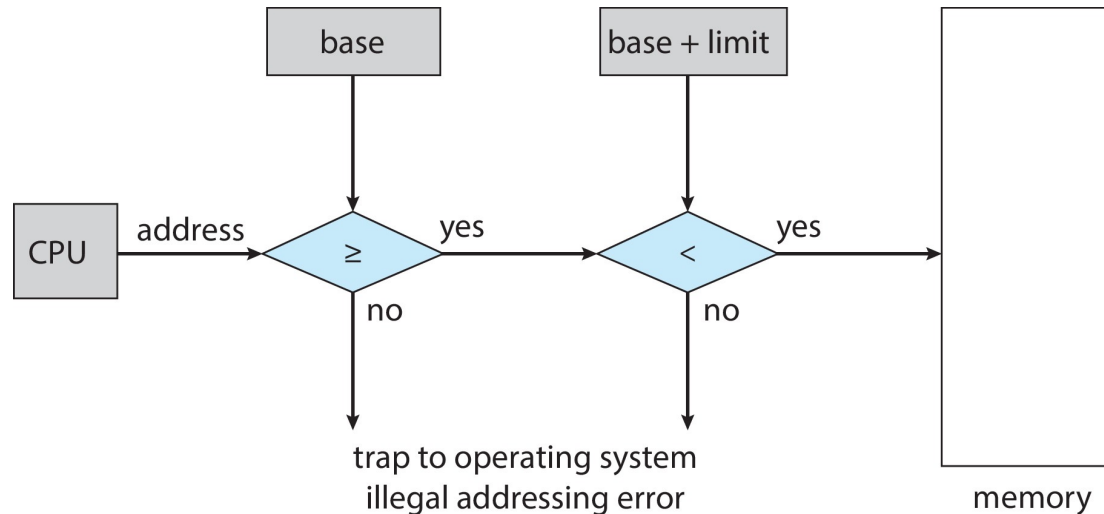 base
base + limit
CPU
address
≥
yes
<
yes
no
no
trap to operating system
illegal addressing error
memory